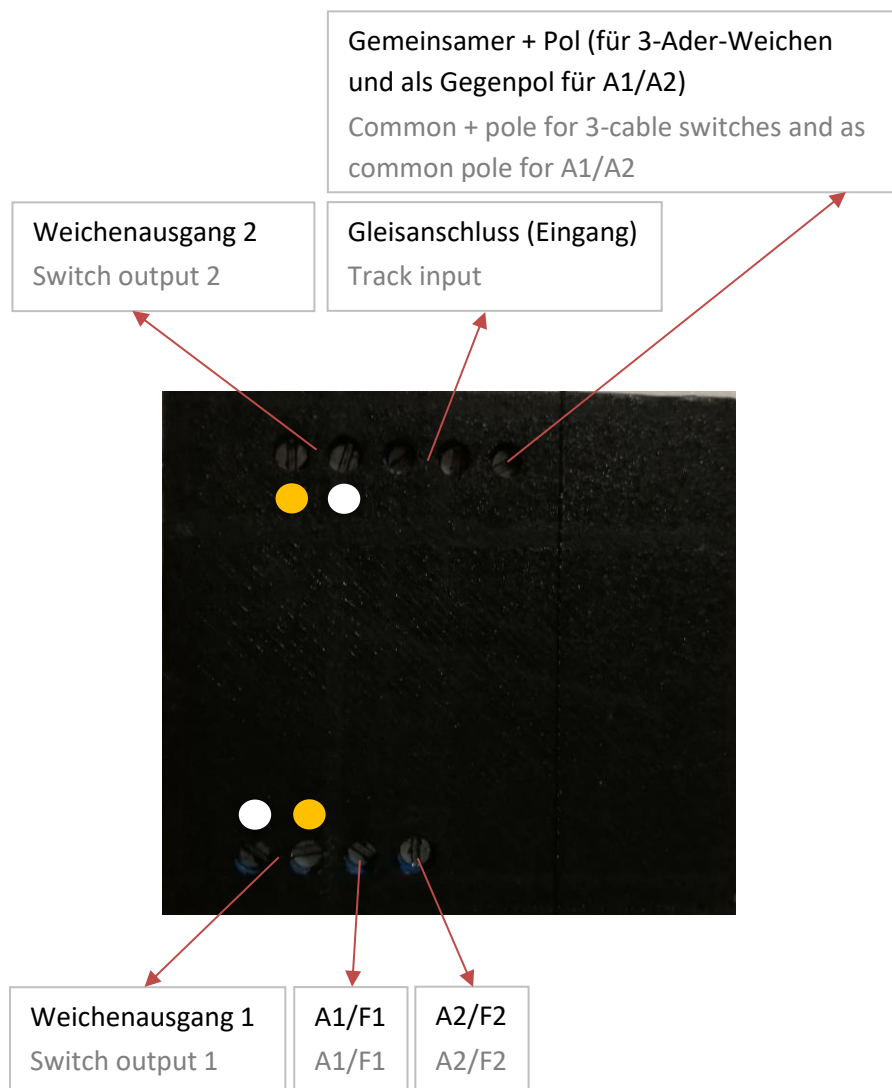 Gemeinsamer + Pol (für 3-Ader-Weichen
und als Gegenpol für A1/A2)
Common + pole for 3-cable switches and as
common pole for A1/A2
Weichenausgang 2
Switch output 2
Gleisanschluss (Eingang)
Track input
Weichenausgang 1
Switch output 1
A1/F1
A1/F1
A2/F2
A2/F2